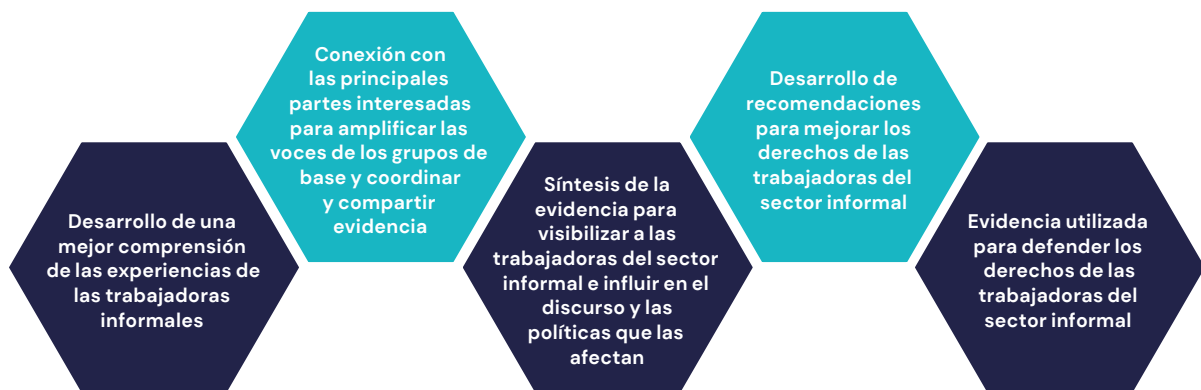 Desarrollo de una
mejor comprensión
de las experiencias de
las trabajadoras
informales
Conexión con
las principales
partes interesadas
para amplificar las
voces de los grupos de
base y coordinar
y compartir
evidencia
Síntesis de la
evidencia para
visibilizar a las
trabajadoras del sector
informal e influir en el
discurso y las
políticas que las
afectan
Desarrollo de
recomendaciones
para mejorar los
derechos de las
trabajadoras del
sector informal
Evidencia utilizada
para defender los
derechos de las
trabajadoras del
sector informal